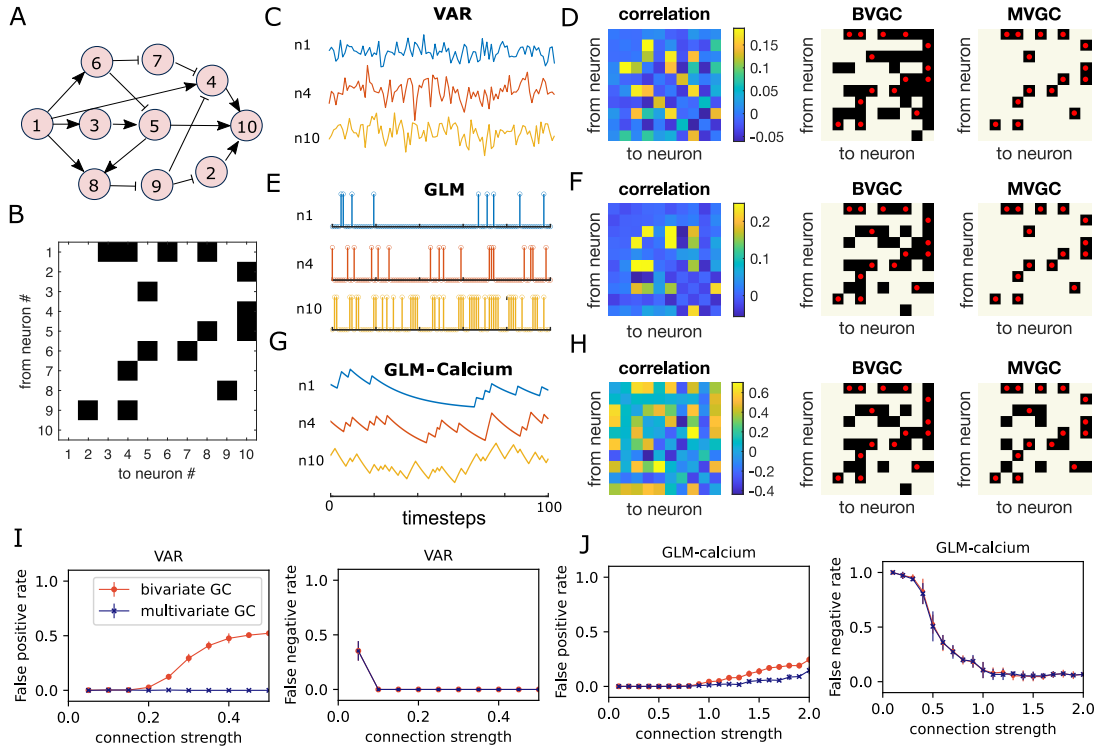 A
6
7
4
1
3
5
10
8
9
2
B
from neuron #
1
2
3
4
5
6
7
8
9
10
1 2 3 4 5 6 7 8 9 10
to neuron #
C
VAR
n1
n4
n10
E
GLM
n1
n4
n10
G
GLM-Calcium
n1
n4
n10
0 100
timesteps
D
correlation
BVGC
MVGC
from neuron
to neuron
0.15
0.1
0.05
0
-0.05
from neuron
to neuron
from neuron
to neuron
F
correlation
BVGC
MVGC
from neuron
to neuron
0.2
0.1
0
from neuron
to neuron
from neuron
to neuron
H
correlation
BVGC
MVGC
from neuron
to neuron
0.6
0.4
0.2
0
-0.2
-0.4
from neuron
to neuron
from neuron
to neuron
I
VAR
False positive rate
1.0
0.5
0.0
bivariate GC
multivariate GC
0.0 0.2 0.4
connection strength
VAR
False negative rate
1.0
0.5
0.0
0.0 0.2 0.4
connection strength
J
GLM-calcium
False positive rate
1.0
0.5
0.0
0.0 0.5 1.0 1.5 2.0
connection strength
GLM-calcium
False negative rate
1.0
0.5
0.0
0.0 0.5 1.0 1.5 2.0
connection strength